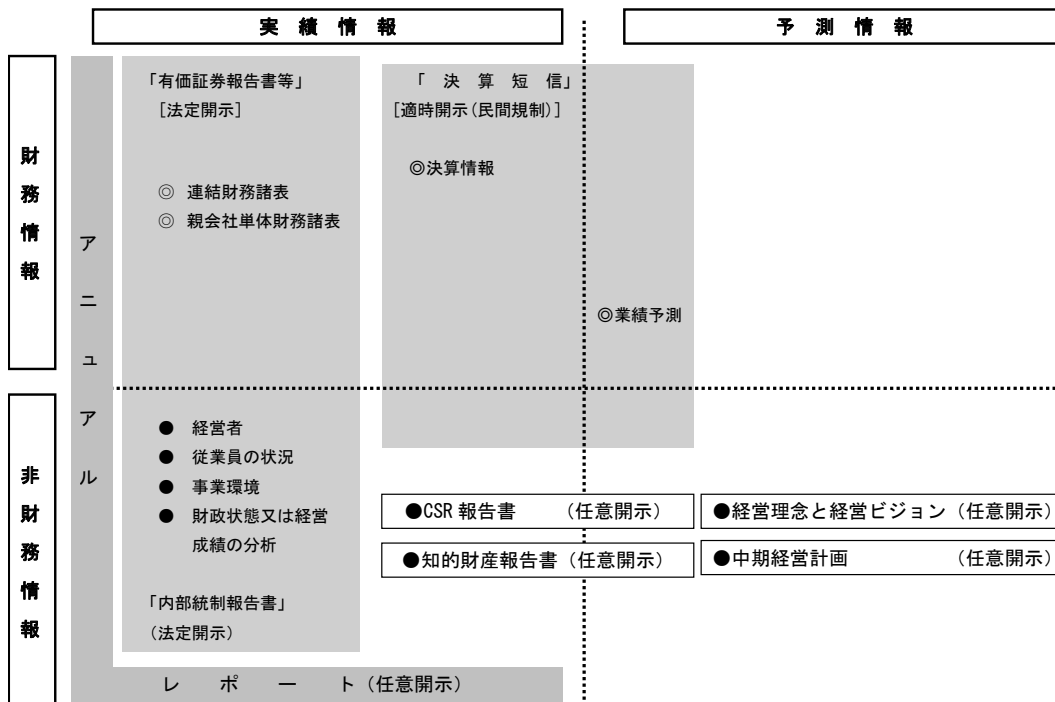 実績情報
予測情報
財務情報
非財務情報
アニュアル
レポート(任意開示)
「有価証券報告書等」
[法定開示]
◎ 連結財務諸表
◎ 親会社単体財務諸表
「決算短信」
[適時開示(民間規制)]
◎決算情報
◎業績予測
● 経営者
● 従業員の状況
● 事業環境
● 財政状態又は経営
成績の分析
「内部統制報告書」
(法定開示)
●CSR報告書 (任意開示)
●知的財産報告書(任意開示)
●経営理念と経営ビジョン(任意開示)
●中期経営計画 (任意開示)